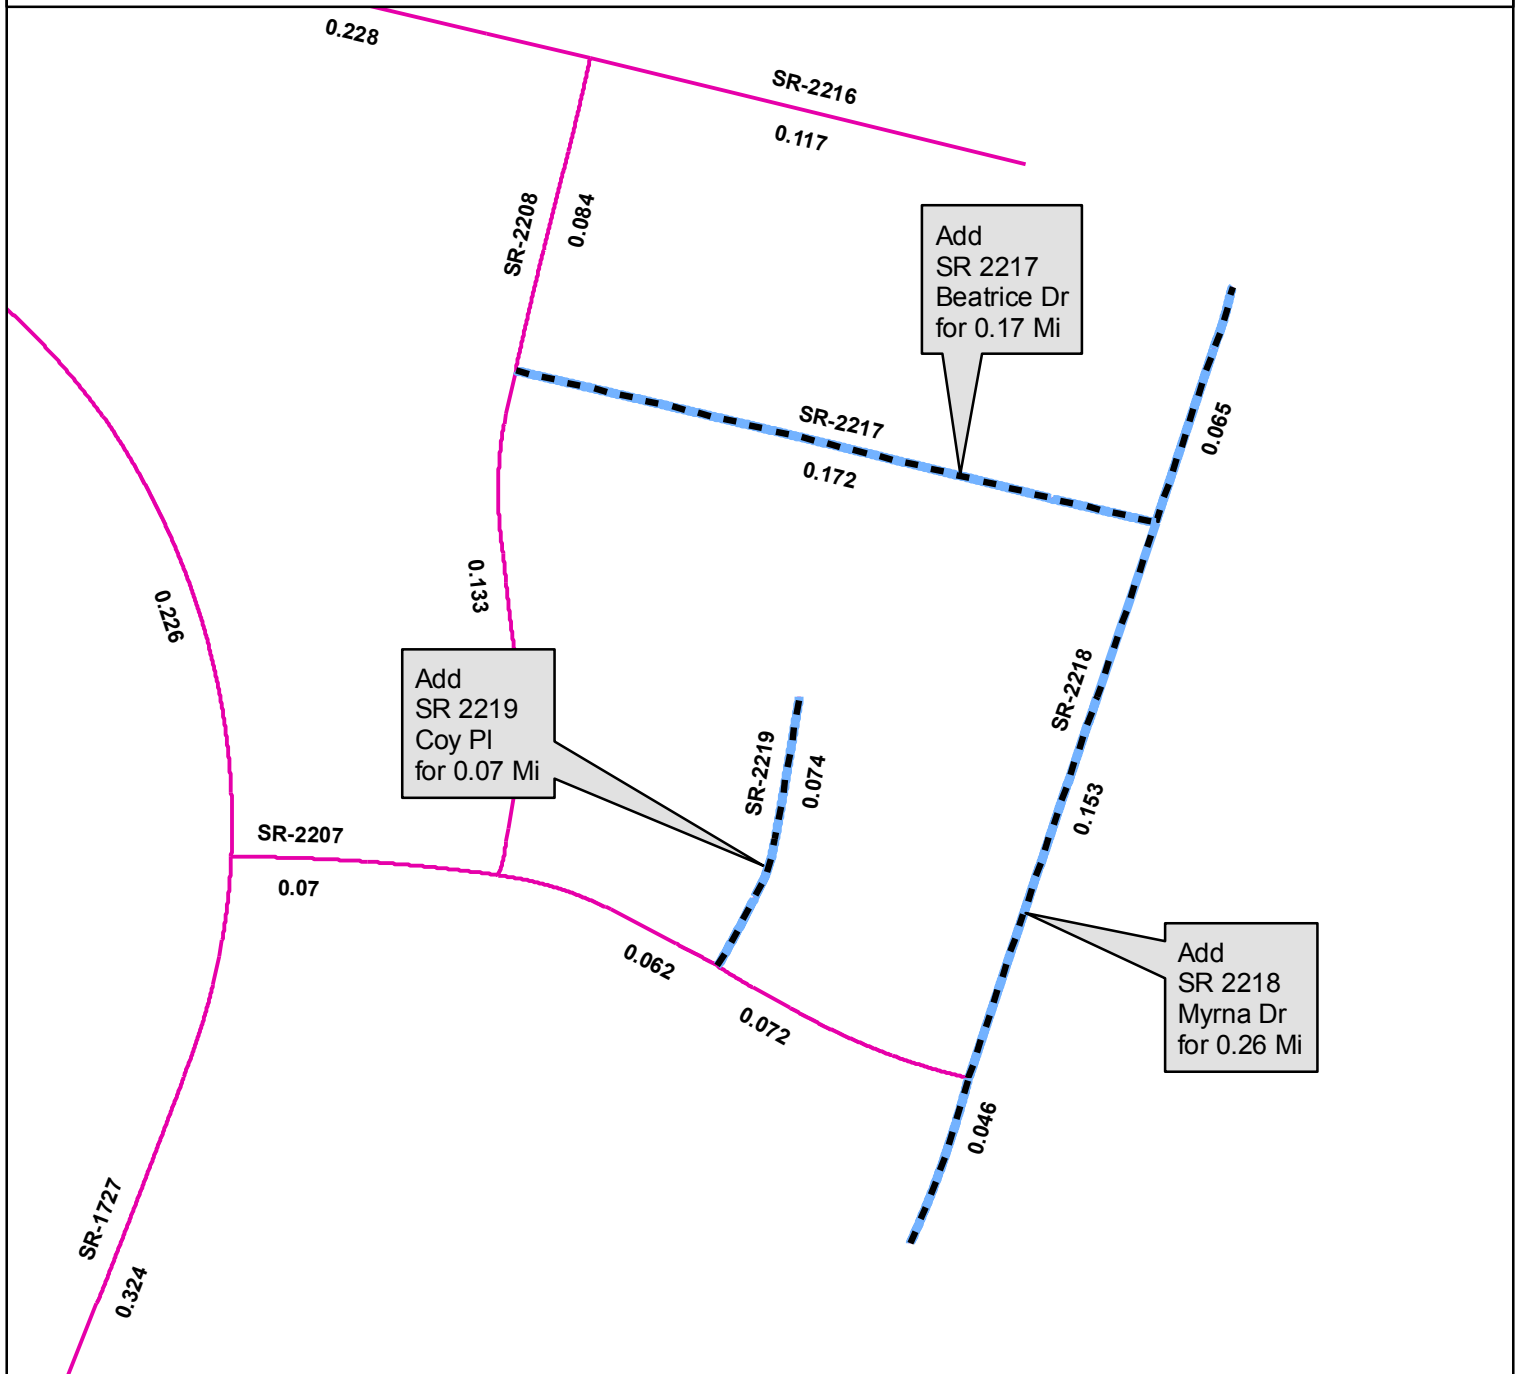 0.228
SR-2216
0.117
SR-2208
0.084
Add
SR 2217
Beatrice Dr
for 0.17 Mi
SR-2217
0.172
0.065
0.133
0.226
Add
SR 2219
Coy Pl
for 0.07 Mi
SR-2219
0.074
SR-2218
0.153
SR-2207
0.07
0.062
0.072
Add
SR 2218
Myrna Dr
for 0.26 Mi
0.046
SR-1727
0.324